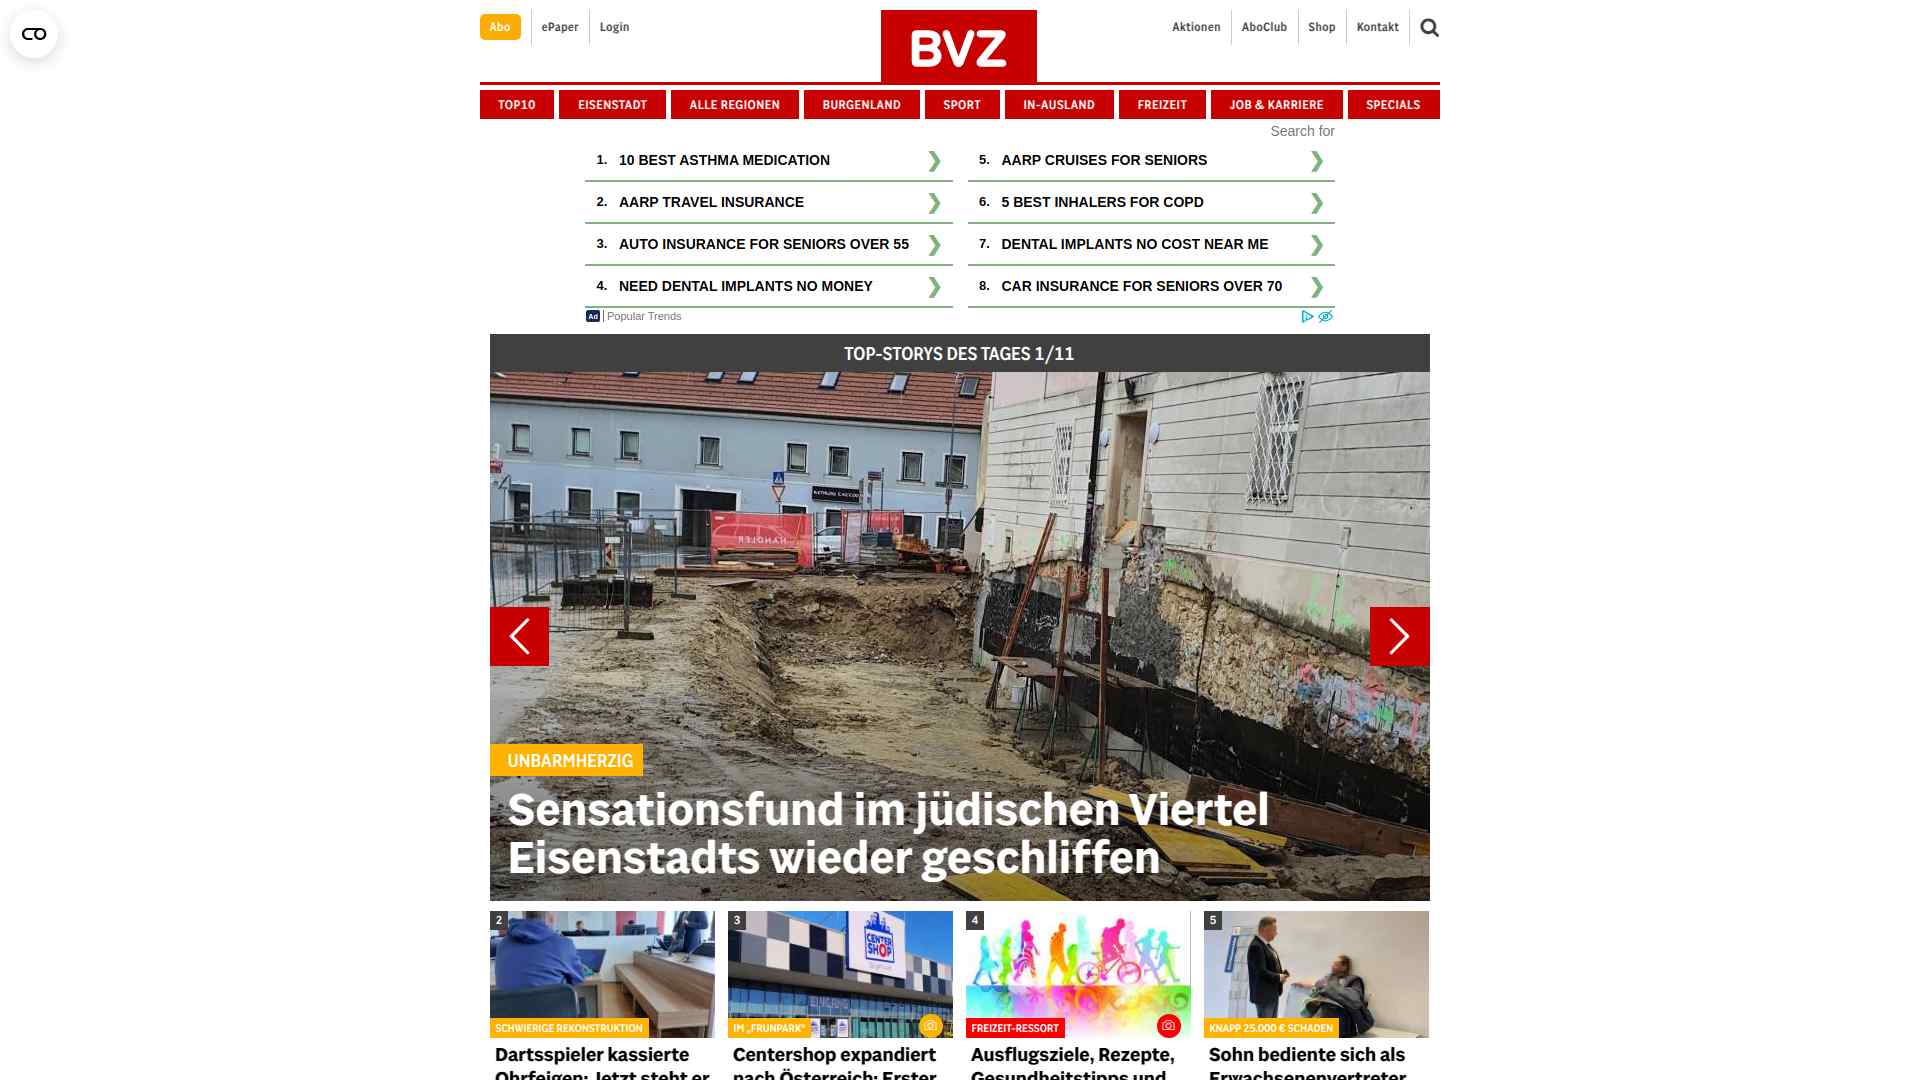 Abo
ePaper
Login
BVZ
Aktionen
AboClub
Shop
Kontakt
TOP10
EISENSTADT
ALLE REGIONEN
BURGENLAND
SPORT
IN-AUSLAND
FREIZEIT
JOB & KARRIERE
SPECIALS
Search for
1. 10 BEST ASTHMA MEDICATION
2. AARP TRAVEL INSURANCE
3. AUTO INSURANCE FOR SENIORS OVER 55
4. NEED DENTAL IMPLANTS NO MONEY
5. AARP CRUISES FOR SENIORS
6. 5 BEST INHALERS FOR COPD
7. DENTAL IMPLANTS NO COST NEAR ME
8. CAR INSURANCE FOR SENIORS OVER 70
Ad | Popular Trends
TOP-STORYS DES TAGES 1/11
HANDLER
UNBARMHERZIG
Sensationsfund im jüdischen Viertel
Eisenstadts wieder geschliffen
2
SCHWIERIGE REKONSTRUKTION
Dartsspieler kassierte
Ohrfeigen: Jetzt steht er
3
CENTER
SHOP
IM „FRUNPARK“
Centershop expandiert
nach Österreich: Erster
4
FREIZEIT-RESSORT
Ausflugsziele, Rezepte,
Gesundheitstipps und
5
KNAPP 25.000 € SCHADEN
Sohn bediente sich als
Erwachsenenvertreter